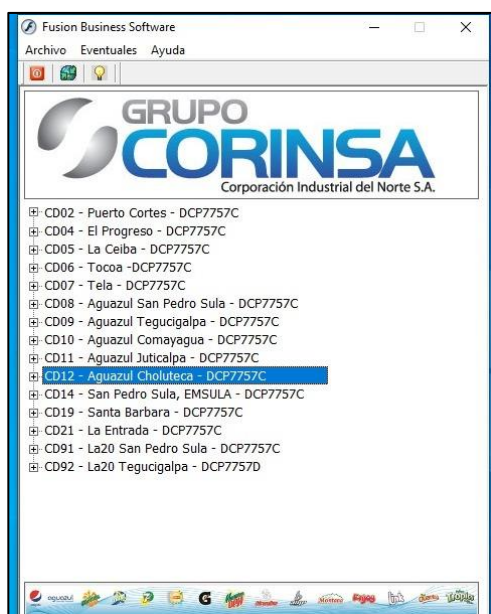 Fusion Business Software
Archivo Eventuales Ayuda
GRUPO
CORINSA
Corporación Industrial del Norte S.A.
CD02 - Puerto Cortes - DCP7757C
CD04 - El Progreso - DCP7757C
CD05 - La Ceiba - DCP7757C
CD06 - Tocoa -DCP7757C
CD07 - Tela - DCP7757C
CD08 - Aguazul San Pedro Sula - DCP7757C
CD09 - Aguazul Tegucigalpa - DCP7757C
CD10 - Aguazul Comayagua - DCP7757C
CD11 - Aguazul Juticalpa - DCP7757C
CD12 - Aguazul Choluteca - DCP7757C
CD14 - San Pedro Sula, EMSULA - DCP7757C
CD19 - Santa Barbara - DCP7757C
CD21 - La Entrada - DCP7757C
CD91 - La20 San Pedro Sula - DCP7757C
CD92 - La20 Tegucigalpa - DCP7757D
aguazul G Enjoy